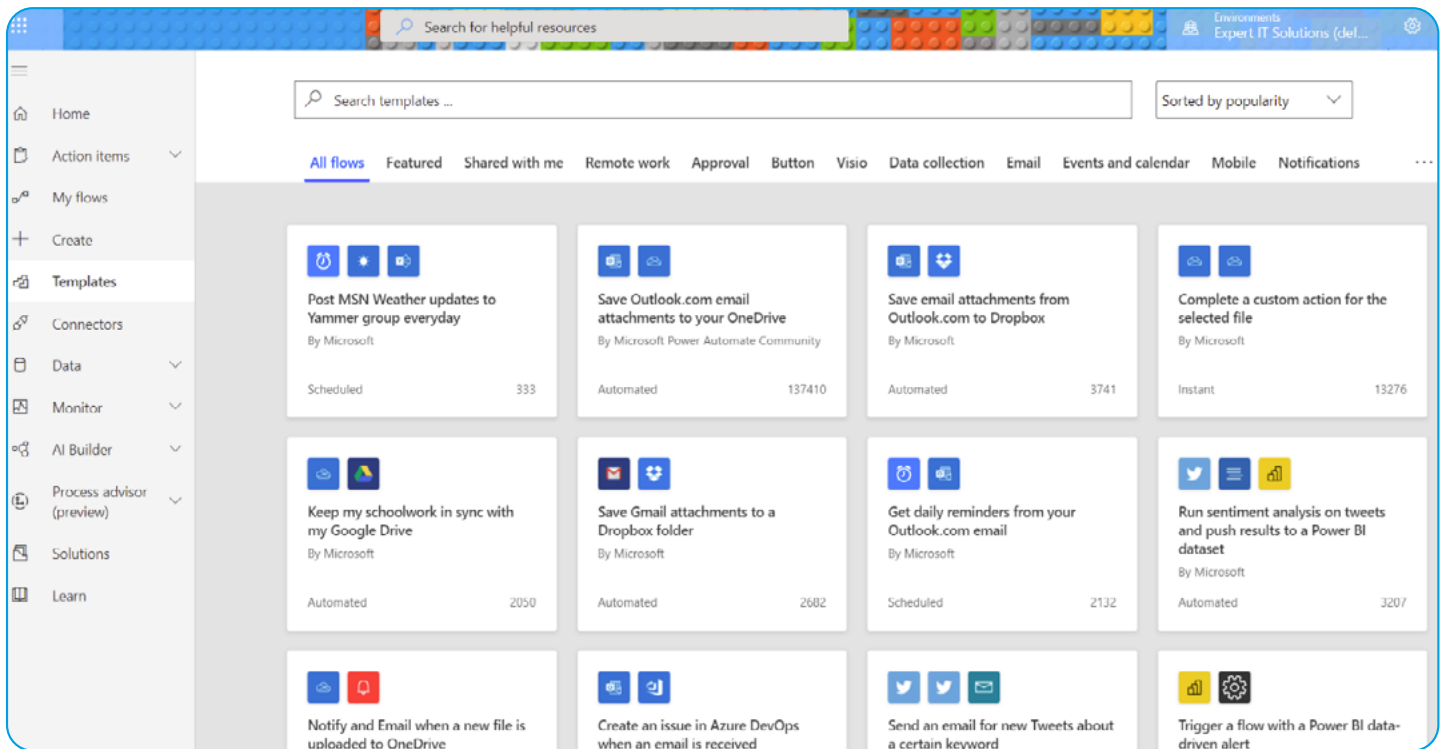 Search for helpful resources
Environments
Expert IT Solutions (del...
Home
Action items
My flows
Create
Templates
Connectors
Data
Monitor
AI Builder
Process advisor
(preview)
Solutions
Learn
Search templates ...
Sorted by popularity
All flows Featured Shared with me Remote work Approval Button Visio Data collection Email Events and calendar Mobile Notifications ...
Post MSN Weather updates to
Yammer group everyday
By Microsoft
Scheduled 333
Save Outlook.com email
attachments to your OneDrive
By Microsoft Power Automate Community
Automated 137410
Save email attachments from
Outlook.com to Dropbox
By Microsoft
Automated 3741
Complete a custom action for the
selected file
By Microsoft
Instant 13276
Keep my schoolwork in sync with
my Google Drive
By Microsoft
Automated 2050
Save Gmail attachments to a
Dropbox folder
By Microsoft
Automated 2682
Get daily reminders from your
Outlook.com email
By Microsoft
Scheduled 2132
Run sentiment analysis on tweets
and push results to a Power BI
dataset
By Microsoft
Automated 3207
Notify and Email when a new file is
uploaded to OneDrive
Create an issue in Azure DevOps
when an email is received
Send an email for new Tweets about
a certain keyword
Trigger a flow with a Power BI data-
driven alert